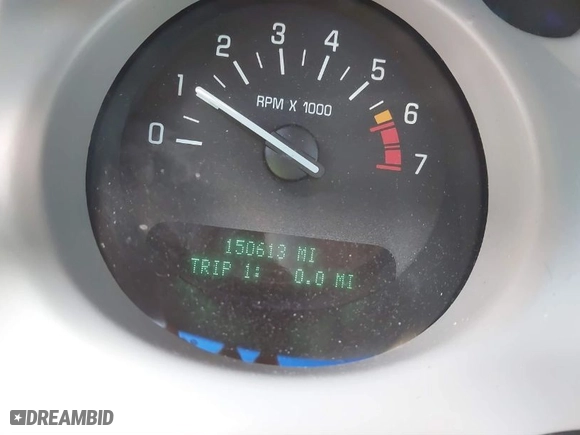 0 1 2 3 4 5 6 7
RPM X 1000
150613 MI
TRIP 1: 0.0 MI
DREAMBID